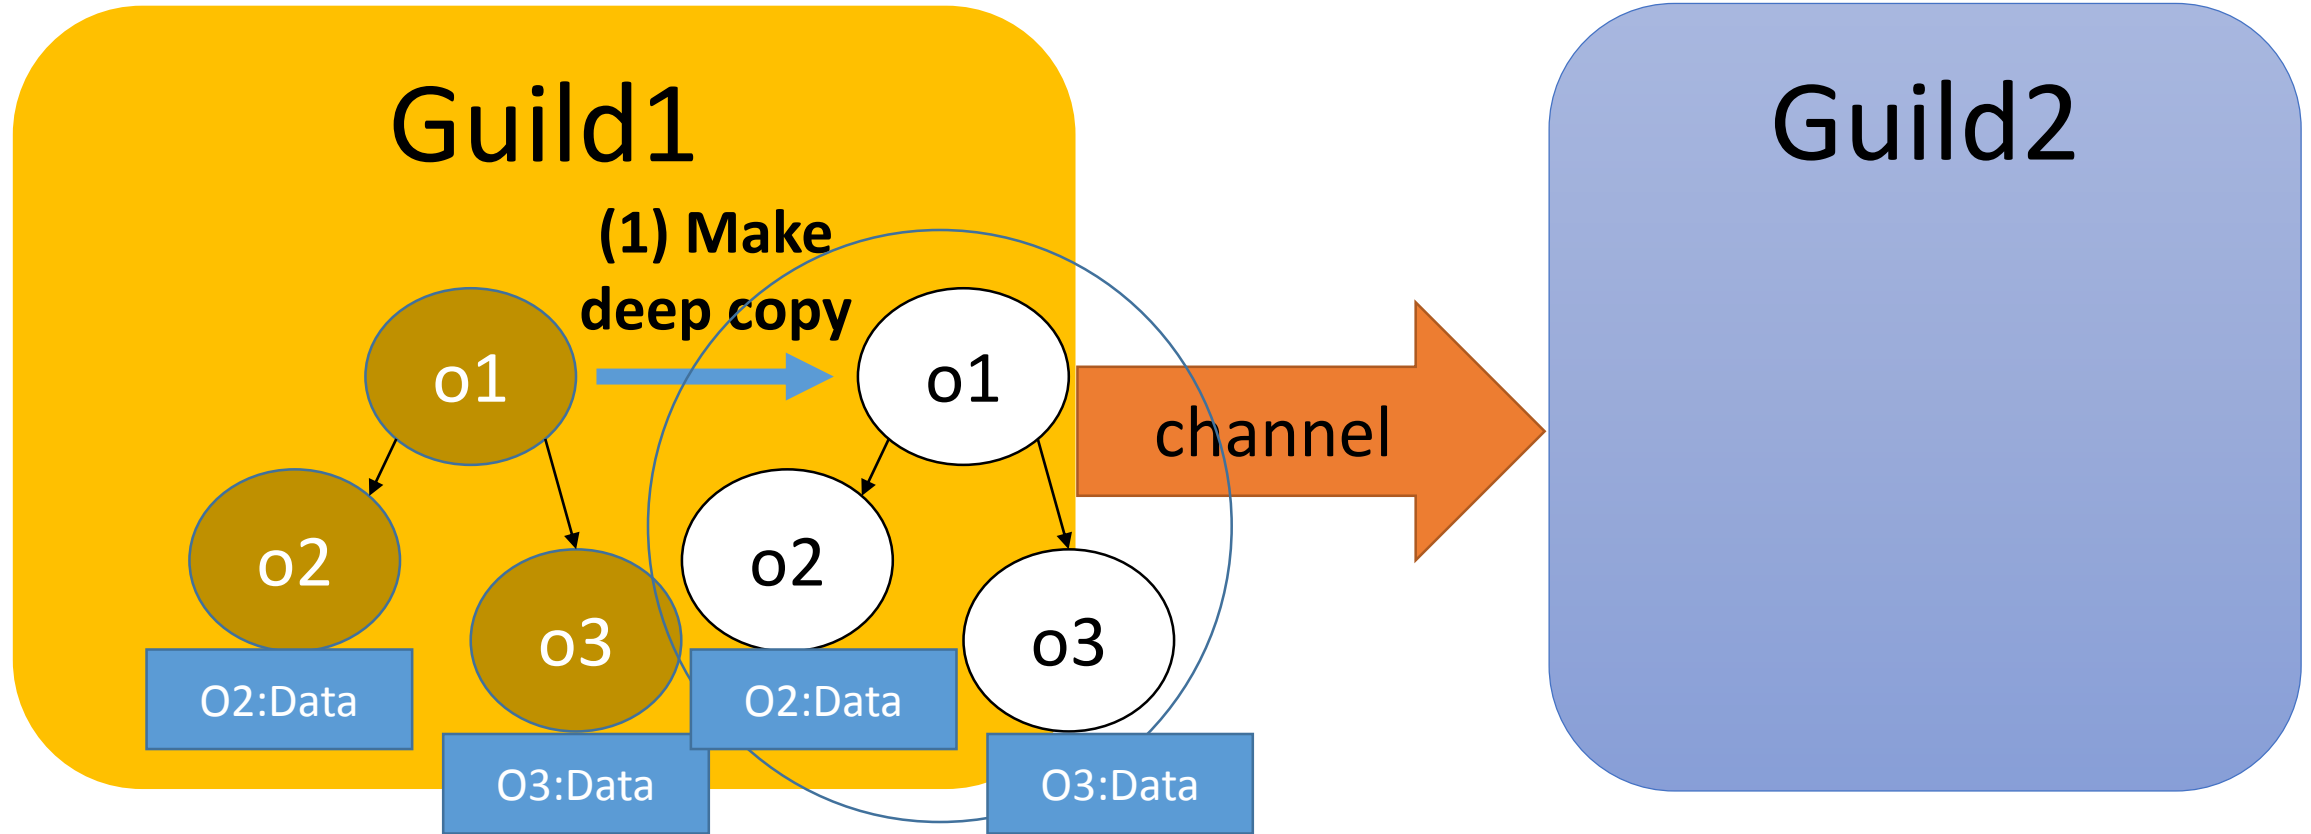 Guild1
Guild2
(1) Make
deep copy
o1
o1
channel
o2
o3
o2
o3
O2:Data
O3:Data
O2:Data
O3:Data